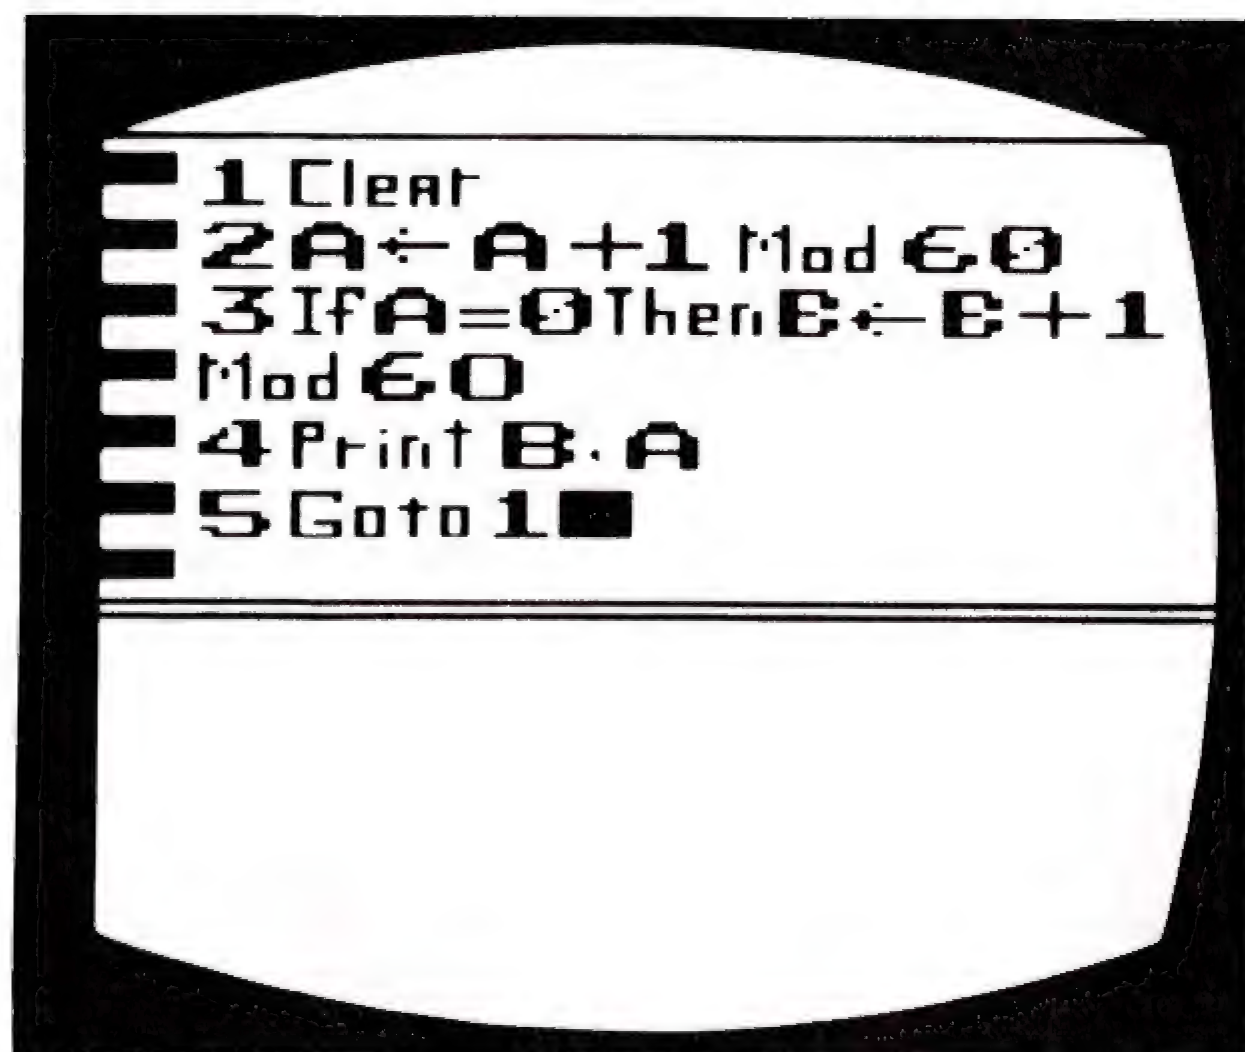 1 Clear
2 A ← A + 1 Mod 60
3 If A = 0 Then B ← B + 1
Mod 60
4 Print B, A
5 Goto 1